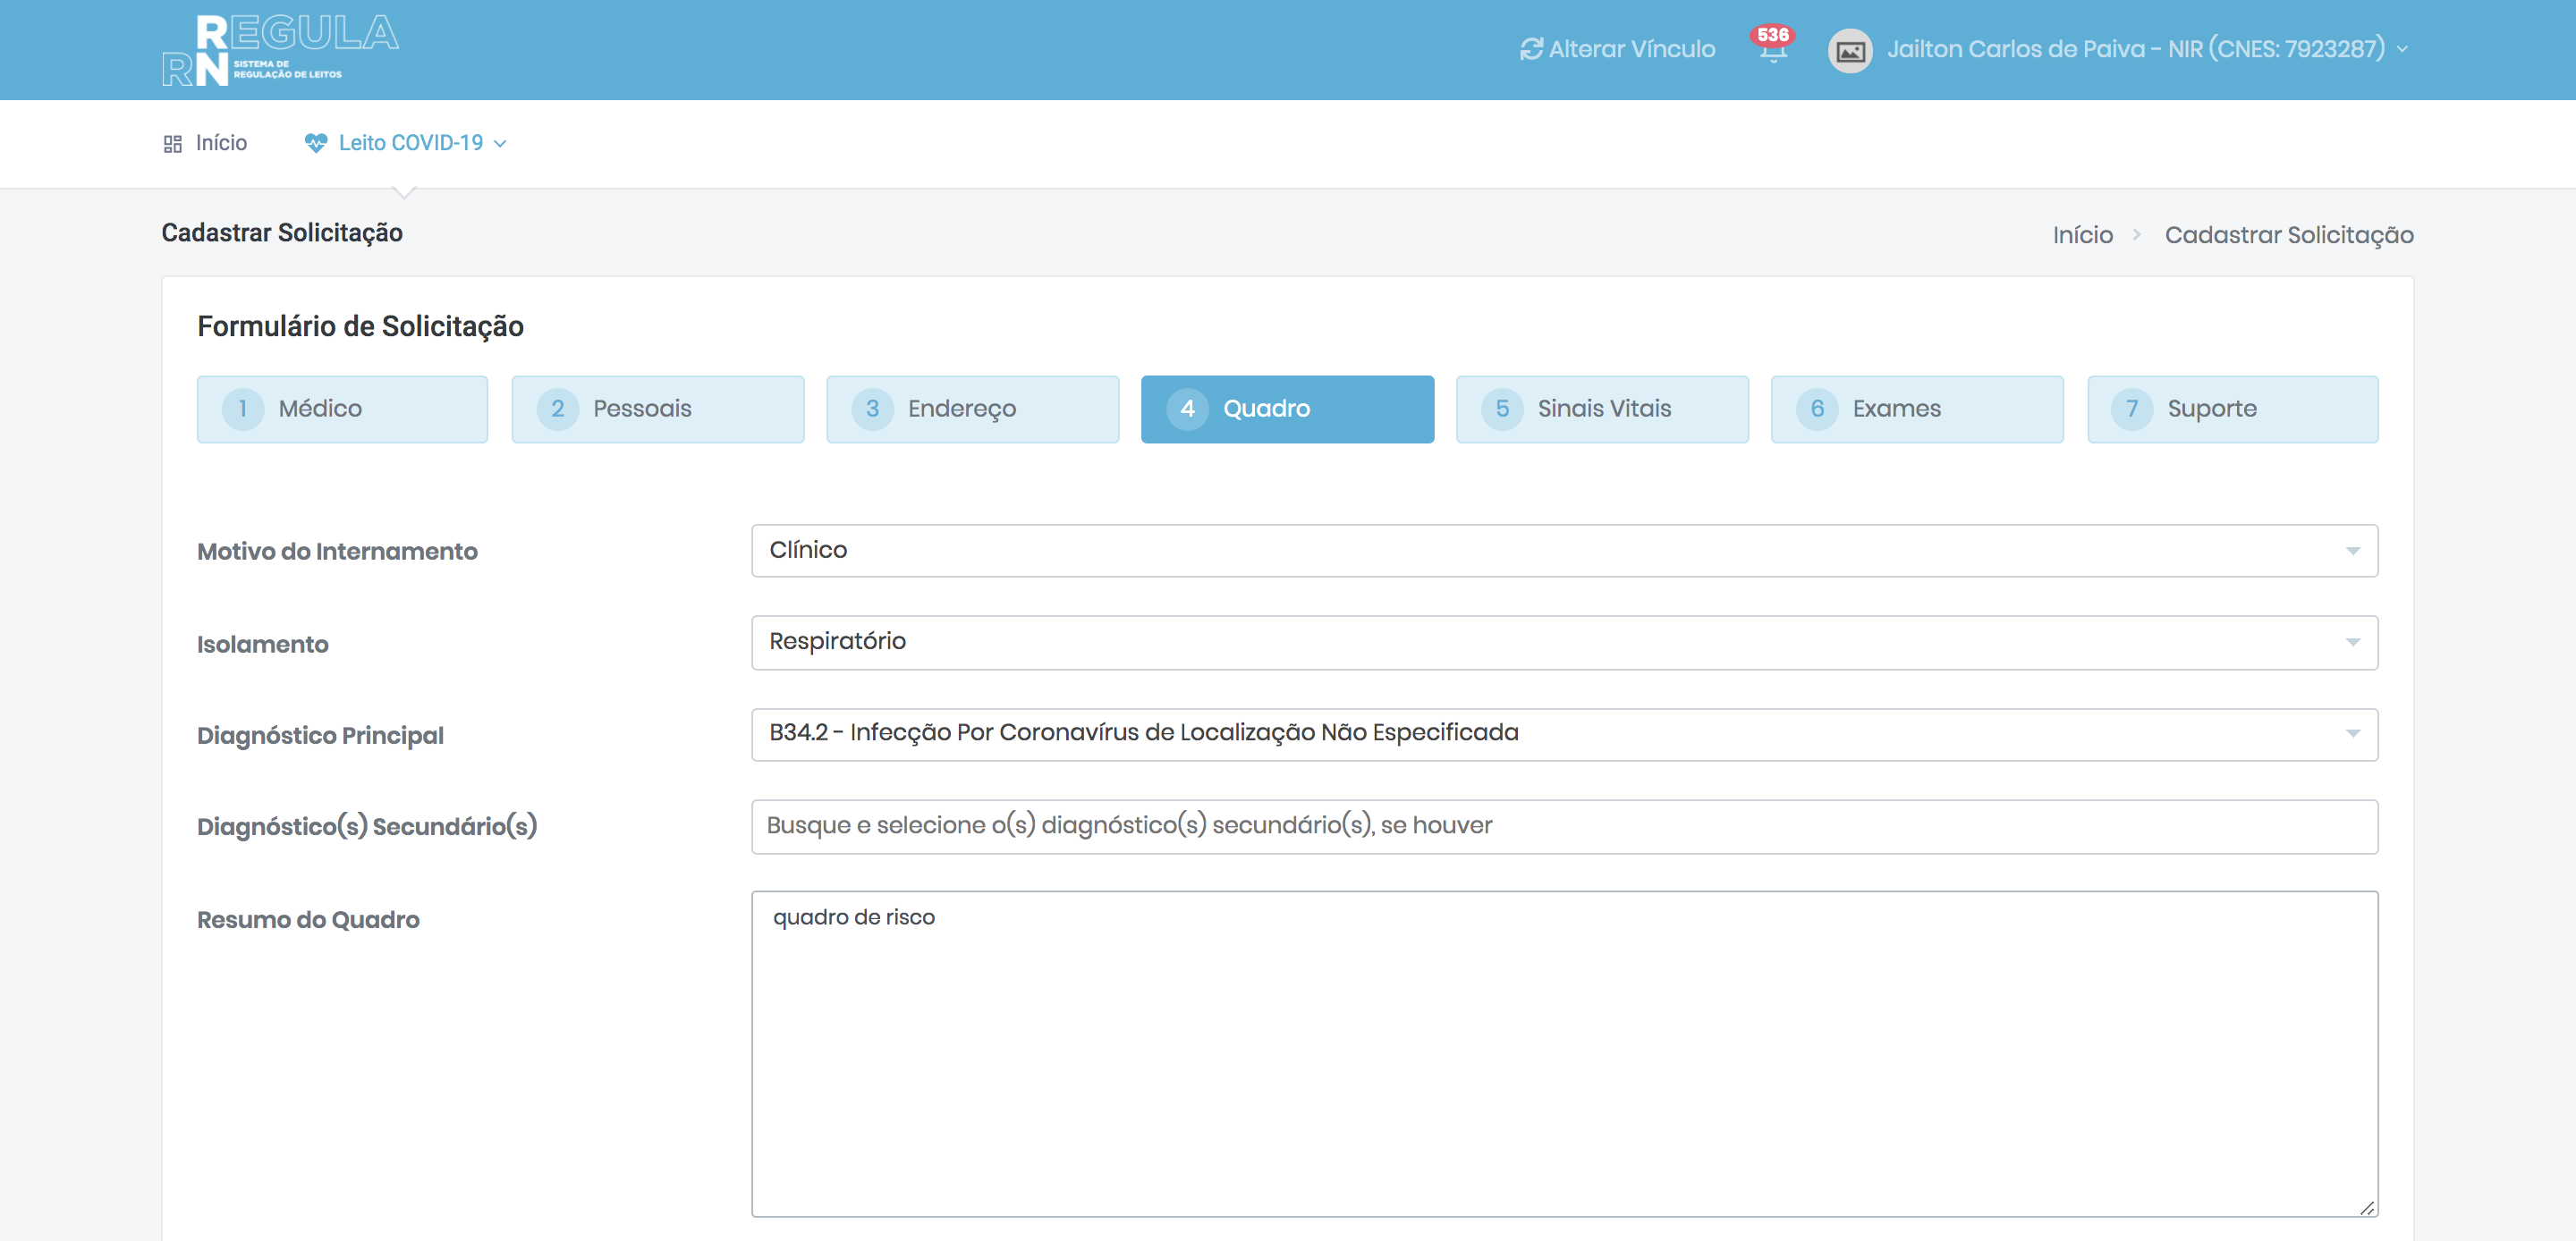 REGULA
RN SISTEMA DE
REGULAÇÃO DE LEITOS
Alterar Vínculo
536
Jailton Carlos de Paiva - NIR (CNES: 7923287)
Início
Leito COVID-19
Cadastrar Solicitação
Início > Cadastrar Solicitação
Formulário de Solicitação
1 Médico
2 Pessoais
3 Endereço
4 Quadro
5 Sinais Vitais
6 Exames
7 Suporte
Motivo do Internamento
Clínico
Isolamento
Respiratório
Diagnóstico Principal
B34.2 - Infecção Por Coronavírus de Localização Não Especificada
Diagnóstico(s) Secundário(s)
Busque e selecione o(s) diagnóstico(s) secundário(s), se houver
Resumo do Quadro
quadro de risco